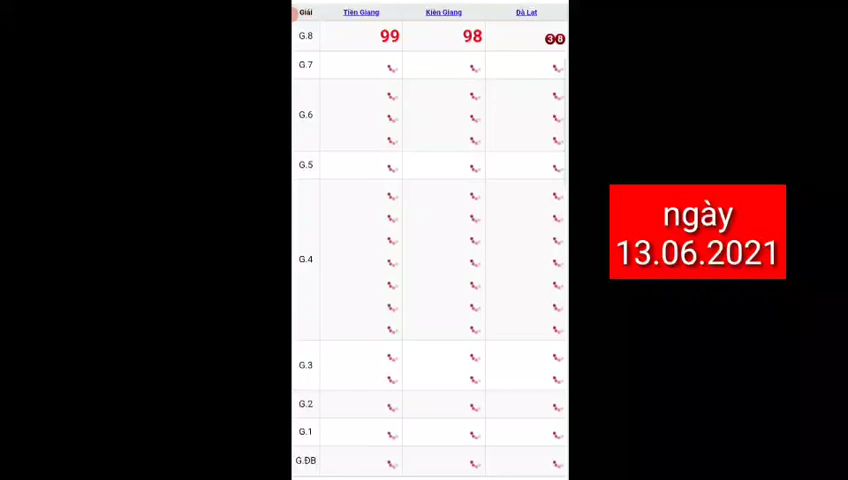 Giải Tiền Giang Kiên Giang Đà Lạt
G.8 99 98 38
G.7
G.6
G.5
G.4
G.3
G.2
G.1
G.ĐB
ngày
13.06.2021